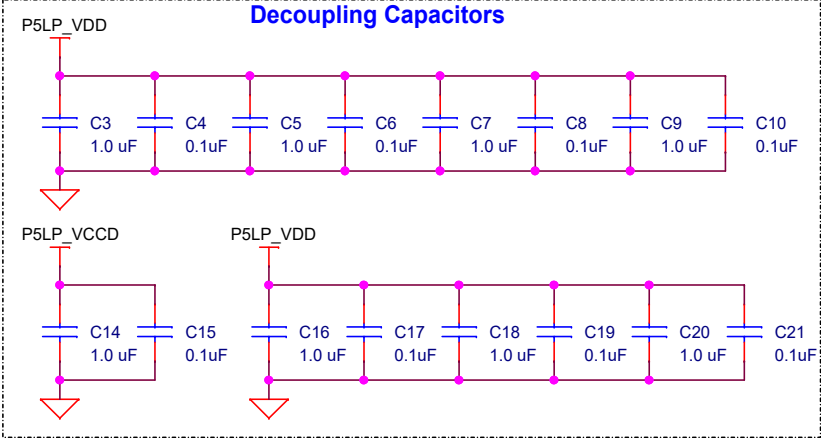 Decoupling Capacitors
P5LP_VDD
C3 C4 C5 C6 C7 C8 C9 C10
1.0 uF 0.1uF 1.0 uF 0.1uF 1.0 uF 0.1uF 1.0 uF 0.1uF
P5LP_VCCD P5LP_VDD
C14 C15 C16 C17 C18 C19 C20 C21
1.0 uF 0.1uF 1.0 uF 0.1uF 1.0 uF 0.1uF 1.0 uF 0.1uF